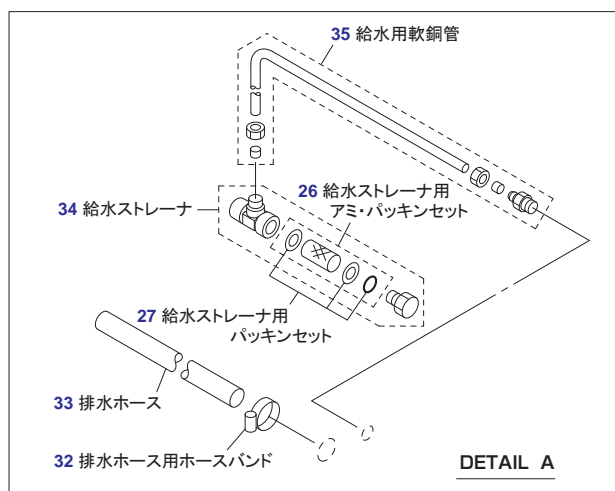 35 給水用軟銅管
26 給水ストレーナ用
アミ・パッキンセット
34 給水ストレーナ
27 給水ストレーナ用
パッキンセット
33 排水ホース
32 排水ホース用ホースバンド
DETAIL A